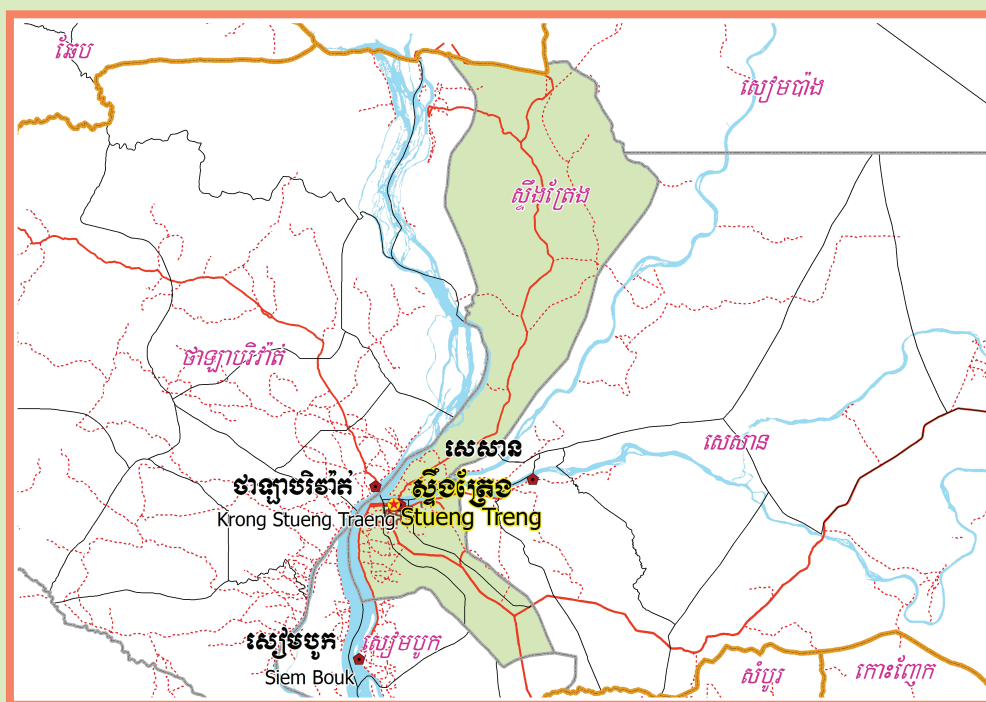 ឆែប
សៀមប៉ាង
ស្ទឹងត្រែង
ថាឡាបរិវ៉ាត់
សេសាន
រសសាន
ថាឡាបរិវ៉ាត់
ស្ទឹងត្រែង
Krong Stueng Traeng
Stueng Treng
សៀមបូក
សៀមបូក
Siem Bouk
សំបូរ
កោះញែក